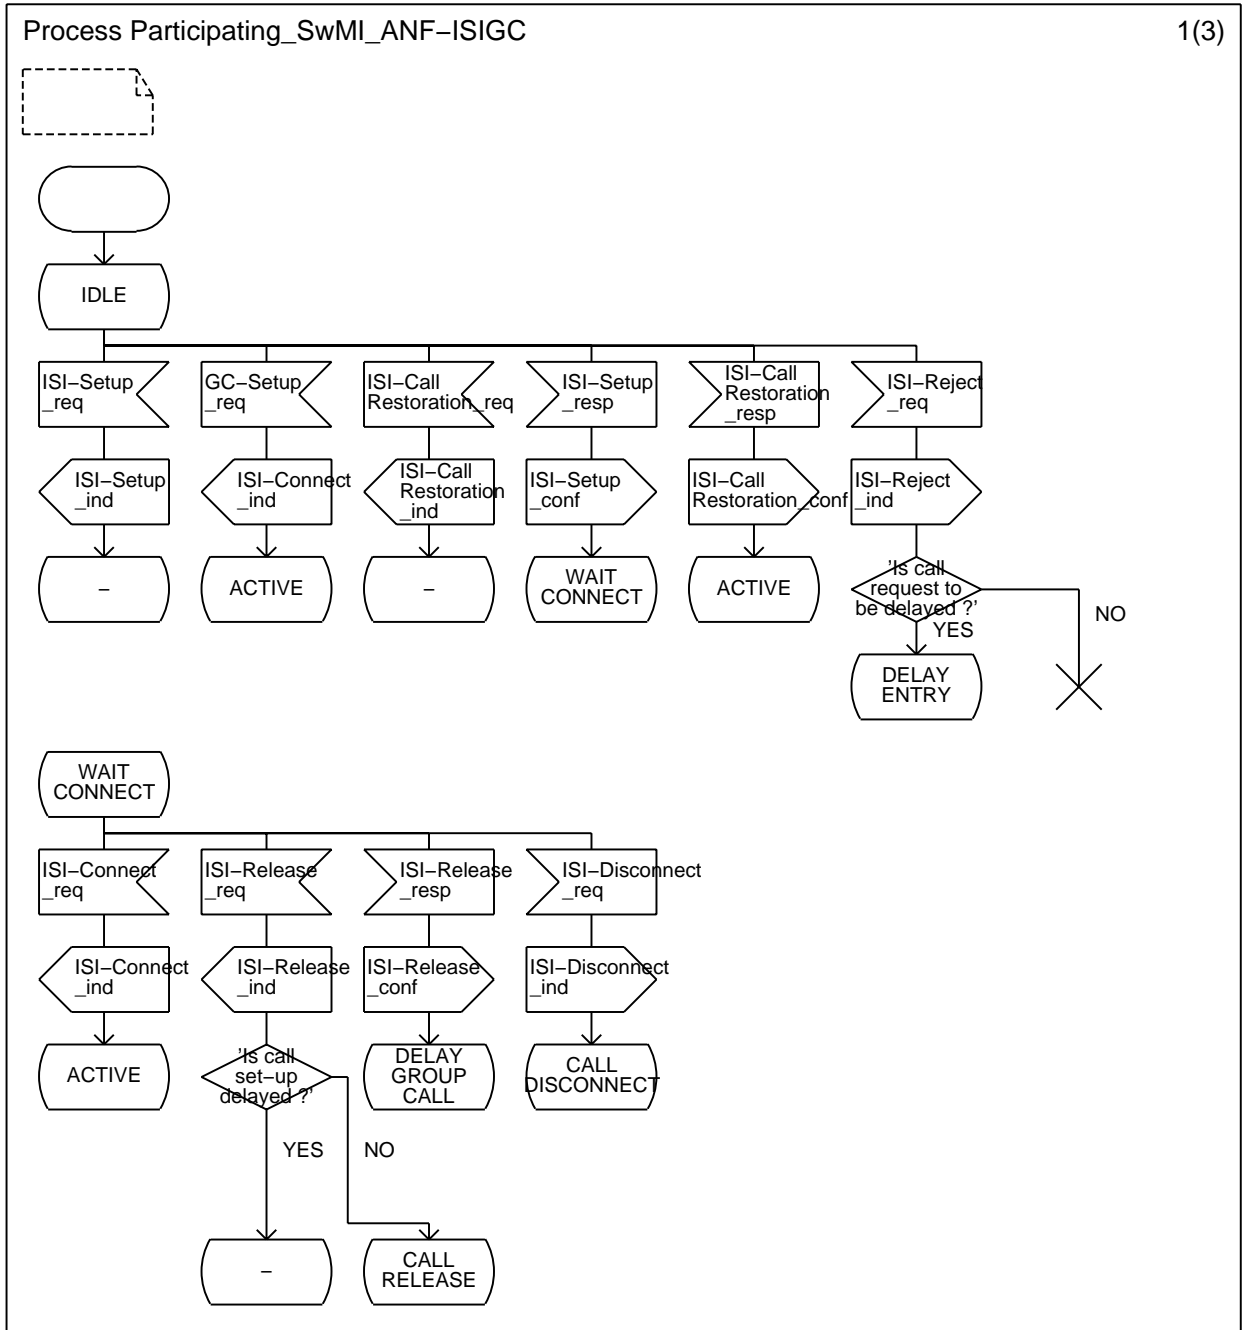 Process Participating_SwMI_ANF−ISIGC
1(3)
IDLE
ISI−Setup
_req
GC−Setup
_req
ISI−Call
Restoration_req
ISI−Setup
_resp
ISI−Call
Restoration
_resp
ISI−Reject
_req
ISI−Setup
_ind
ISI−Connect
_ind
ISI−Call
Restoration
_ind
ISI−Setup
_conf
ISI−Call
Restoration_conf
ISI−Reject
_ind
−
ACTIVE
−
WAIT
CONNECT
ACTIVE
'Is call
request to
be delayed ?'
NO
YES
DELAY
ENTRY
WAIT
CONNECT
ISI−Connect
_req
ISI−Release
_req
ISI−Release
_resp
ISI−Disconnect
_req
ISI−Connect
_ind
ISI−Release
_ind
ISI−Release
_conf
ISI−Disconnect
_ind
ACTIVE
'Is call
set−up
delayed ?'
DELAY
GROUP
CALL
CALL
DISCONNECT
YES
NO
−
CALL
RELEASE